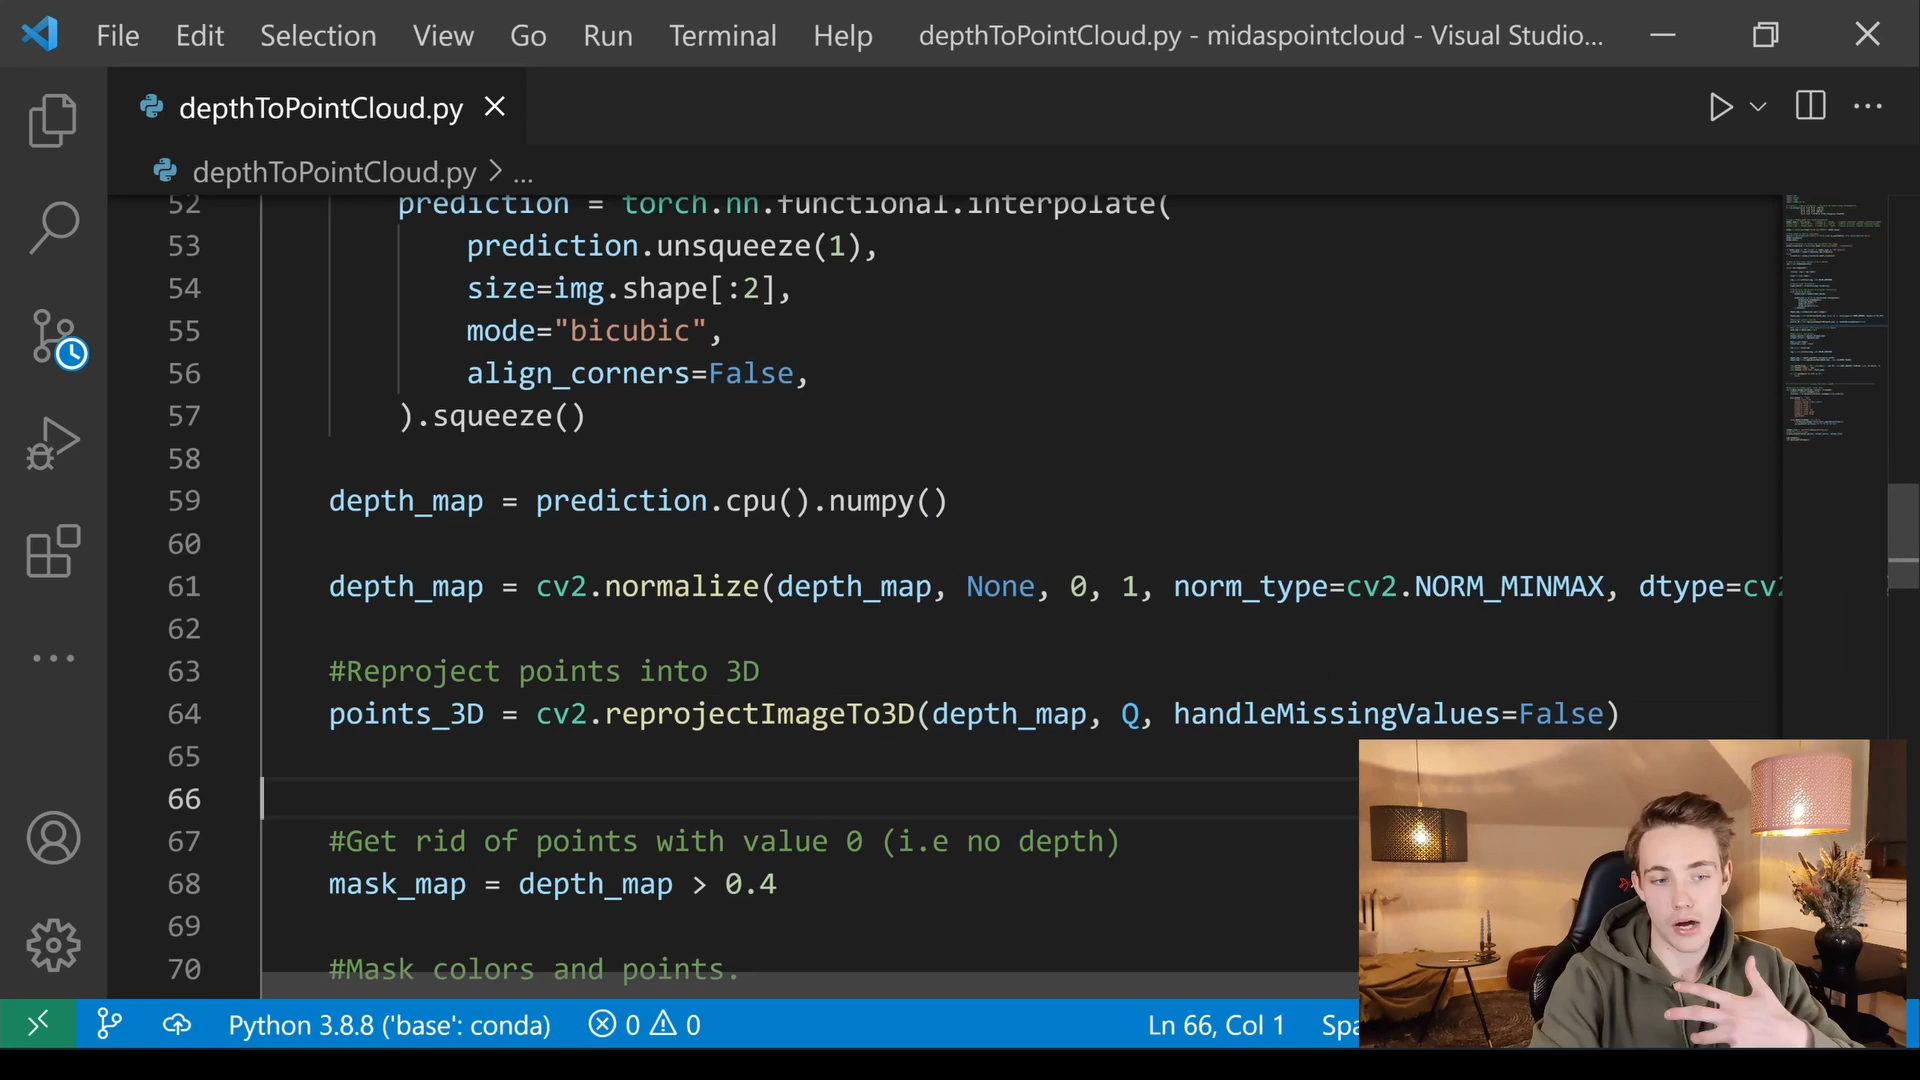 File Edit Selection View Go Run Terminal Help depthToPointCloud.py - midaspointcloud - Visual Studio...
depthToPointCloud.py
depthToPointCloud.py > ...
52 prediction = torch.nn.functional.interpolate(
53 prediction.unsqueeze(1),
54 size=img.shape[:2],
55 mode="bicubic",
56 align_corners=False,
57 ).squeeze()
58
59 depth_map = prediction.cpu().numpy()
60
61 depth_map = cv2.normalize(depth_map, None, 0, 1, norm_type=cv2.NORM_MINMAX, dtype=cv2
62
63 #Reproject points into 3D
64 points_3D = cv2.reprojectImageTo3D(depth_map, Q, handleMissingValues=False)
65
66
67 #Get rid of points with value 0 (i.e no depth)
68 mask_map = depth_map > 0.4
69
70 #Mask colors and points.
Python 3.8.8 ('base': conda) 0 0 Ln 66, Col 1 Spa